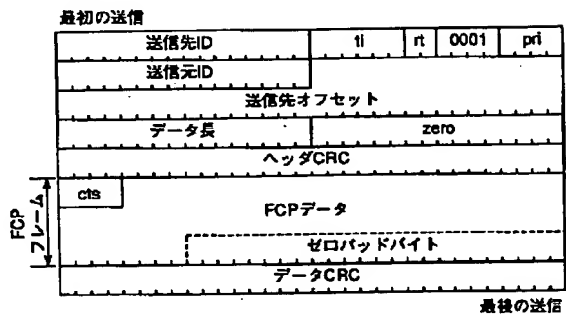 最初の送信
送信先ID tl rt 0001 pri
送信元ID
送信先オフセット
データ長 zero
ヘッダCRC
cts
FCPデータ
FCP
フレーム
ゼロパッドバイト
データCRC
最後の送信